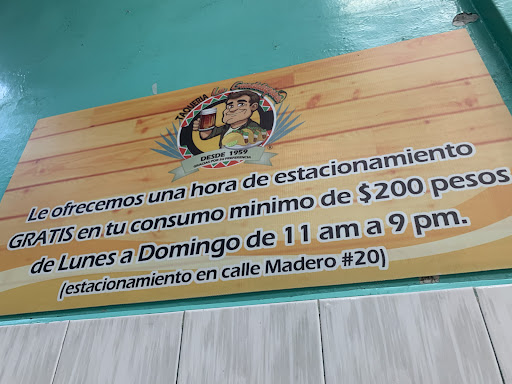 TAQUERIA
DESDE 1959
Le ofrecemos una hora de estacionamiento
GRATIS en tu consumo minimo de $200 pesos
de Lunes a Domingo de 11 am a 9 pm.
(estacionamiento en calle Madero #20)